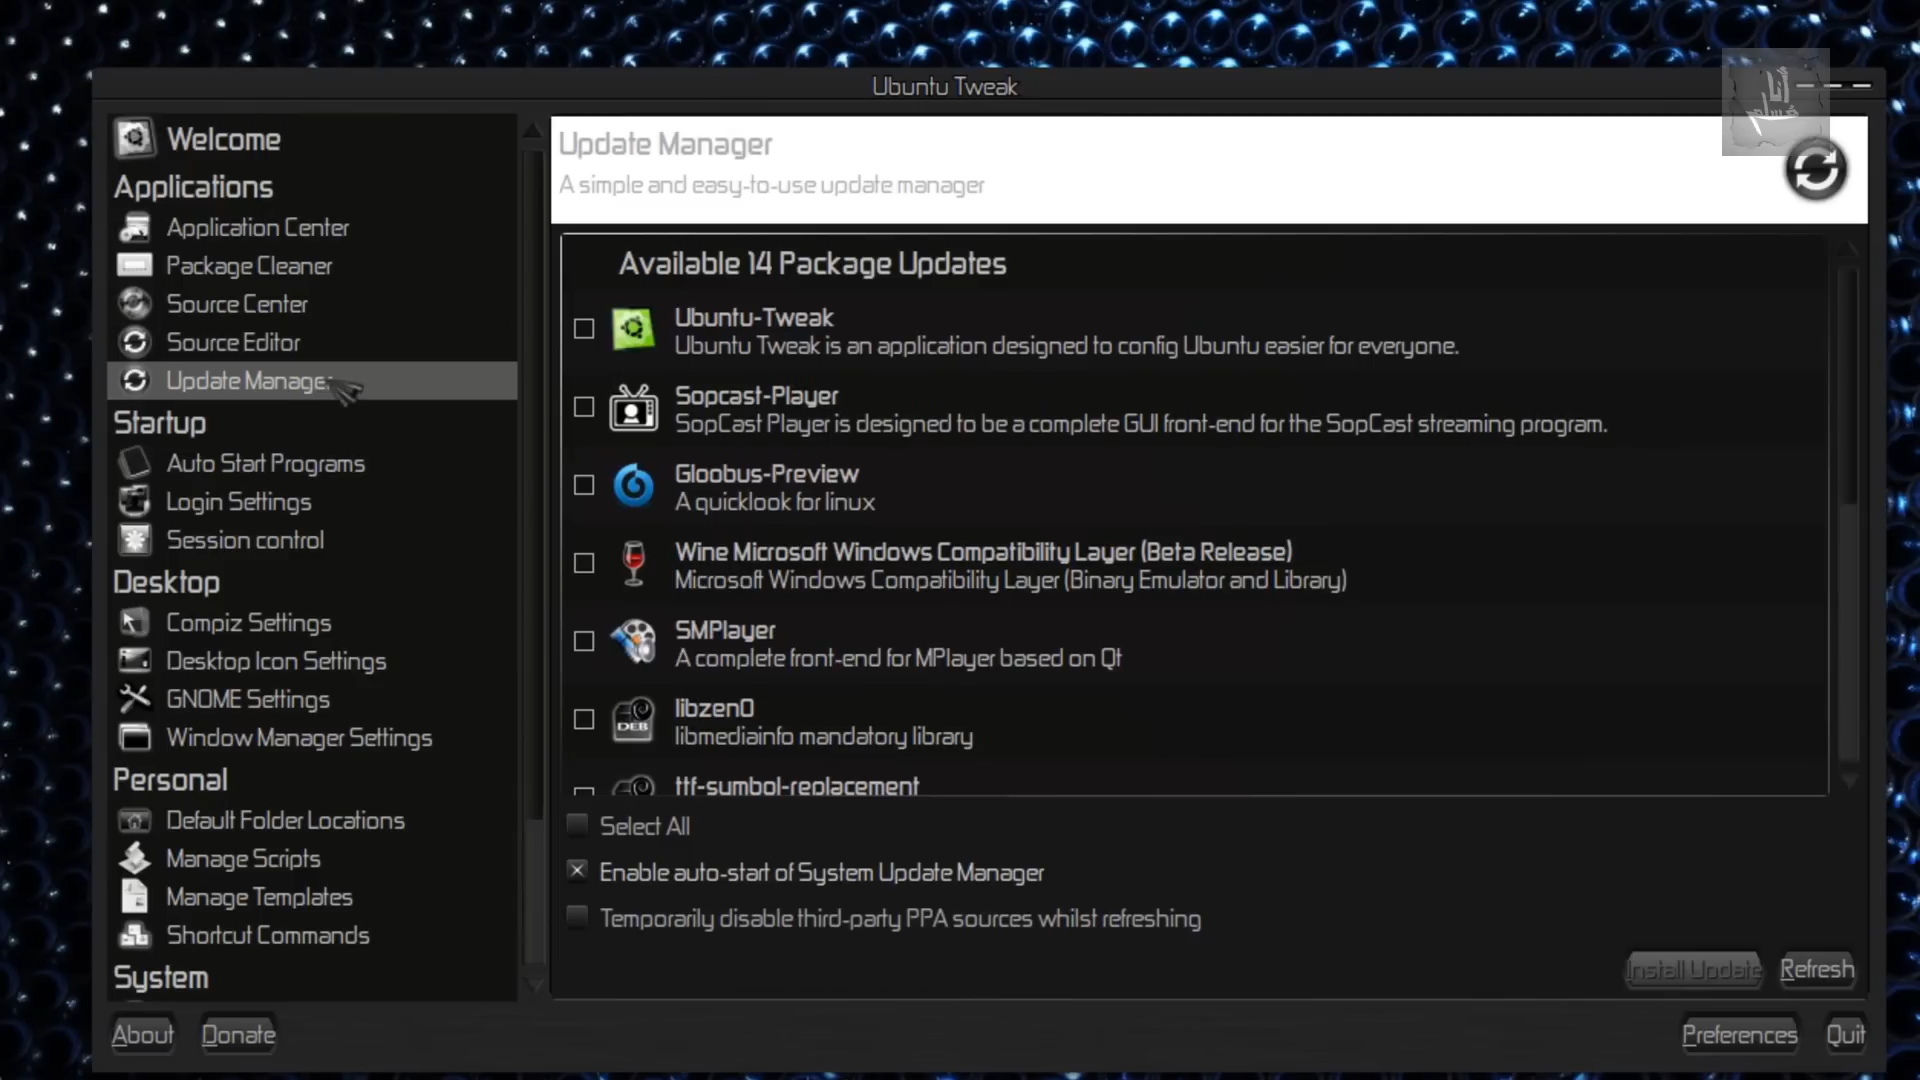 Ubuntu Tweak
أنا
مسلم
Welcome
Applications
Application Center
Package Cleaner
Source Center
Source Editor
Update Manager
Startup
Auto Start Programs
Login Settings
Session control
Desktop
Compiz Settings
Desktop Icon Settings
GNOME Settings
Window Manager Settings
Personal
Default Folder Locations
Manage Scripts
Manage Templates
Shortcut Commands
System
About
Donate
Update Manager
A simple and easy-to-use update manager
Available 14 Package Updates
Ubuntu-Tweak
Ubuntu Tweak is an application designed to config Ubuntu easier for everyone.
Sopcast-Player
SopCast Player is designed to be a complete GUI front-end for the SopCast streaming program.
Gloobus-Preview
A quicklook for linux
Wine Microsoft Windows Compatibility Layer (Beta Release)
Microsoft Windows Compatibility Layer (Binary Emulator and Library)
SMPlayer
A complete front-end for MPlayer based on Qt
DEB
libzen0
libmediainfo mandatory library
ttf-symbol-replacement
Select All
Enable auto-start of System Update Manager
Temporarily disable third-party PPA sources whilst refreshing
Install Update
Refresh
Preferences
Quit